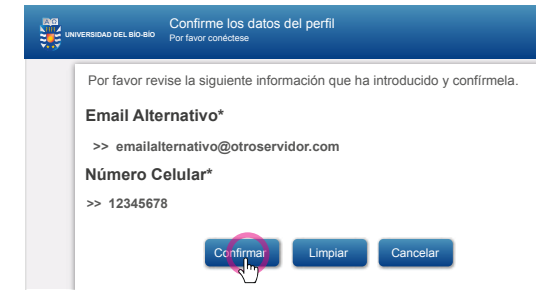 Confirme los datos del perfil
UNIVERSIDAD DEL BÍO-BÍO
Por favor conéctese
Por favor revise la siguiente información que ha introducido y confírmela.
Email Alternativo*
>> emailalternativo@otroservidor.com
Número Celular*
>> 12345678
Confirmar Limpiar Cancelar